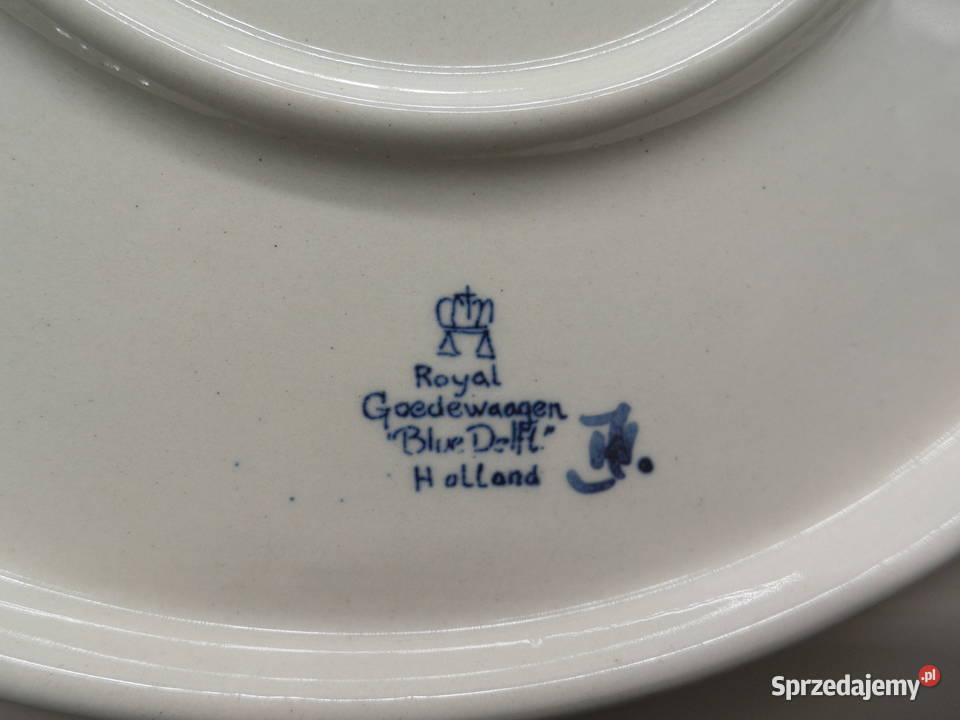 Royal
Goedewaagen
"Blue Delft."
Holland
Sprzedajemy.pl